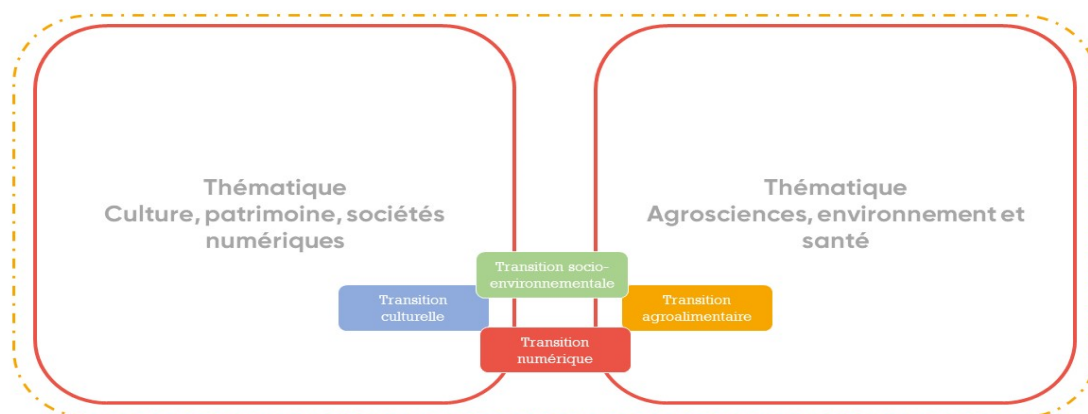 Thématique
Culture, patrimoine, sociétés
numériques
Thématique
Agrosciences, environnement et
santé
Transition socio-
environnementale
Transition
culturelle
Transition
agroalimentaire
Transition
numérique